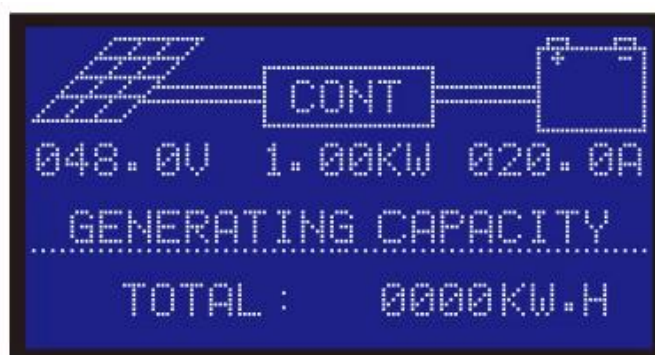 CONT
+ -
048.0V 1.00KW 020.0A
GENERATING CAPACITY
TOTAL: 0000KW.H